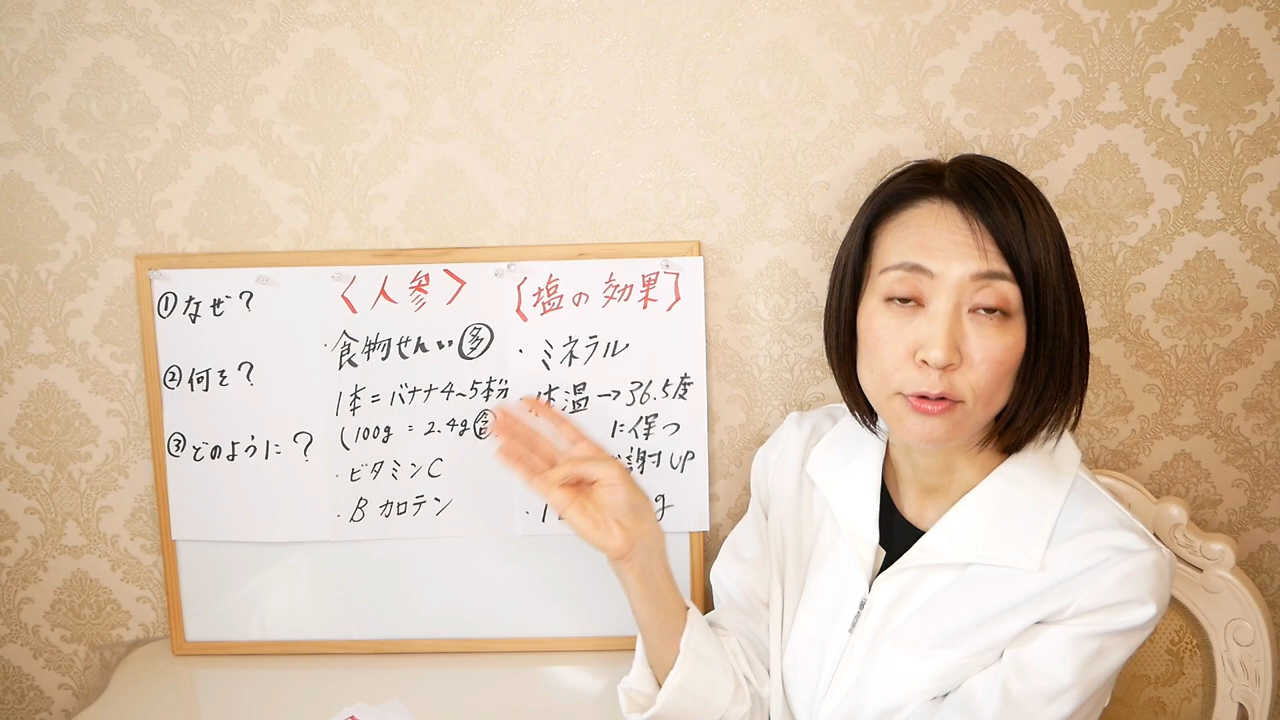 ①なぜ?
②何を?
③どのように?
〈人参〉
・食物せんい多
1本=バナナ4~5本分
(100g = 2.4g含
・ビタミンC
・Bカロテン
〔塩の効果〕
・ミネラル
体温→36.5度
に保つ
謝UP